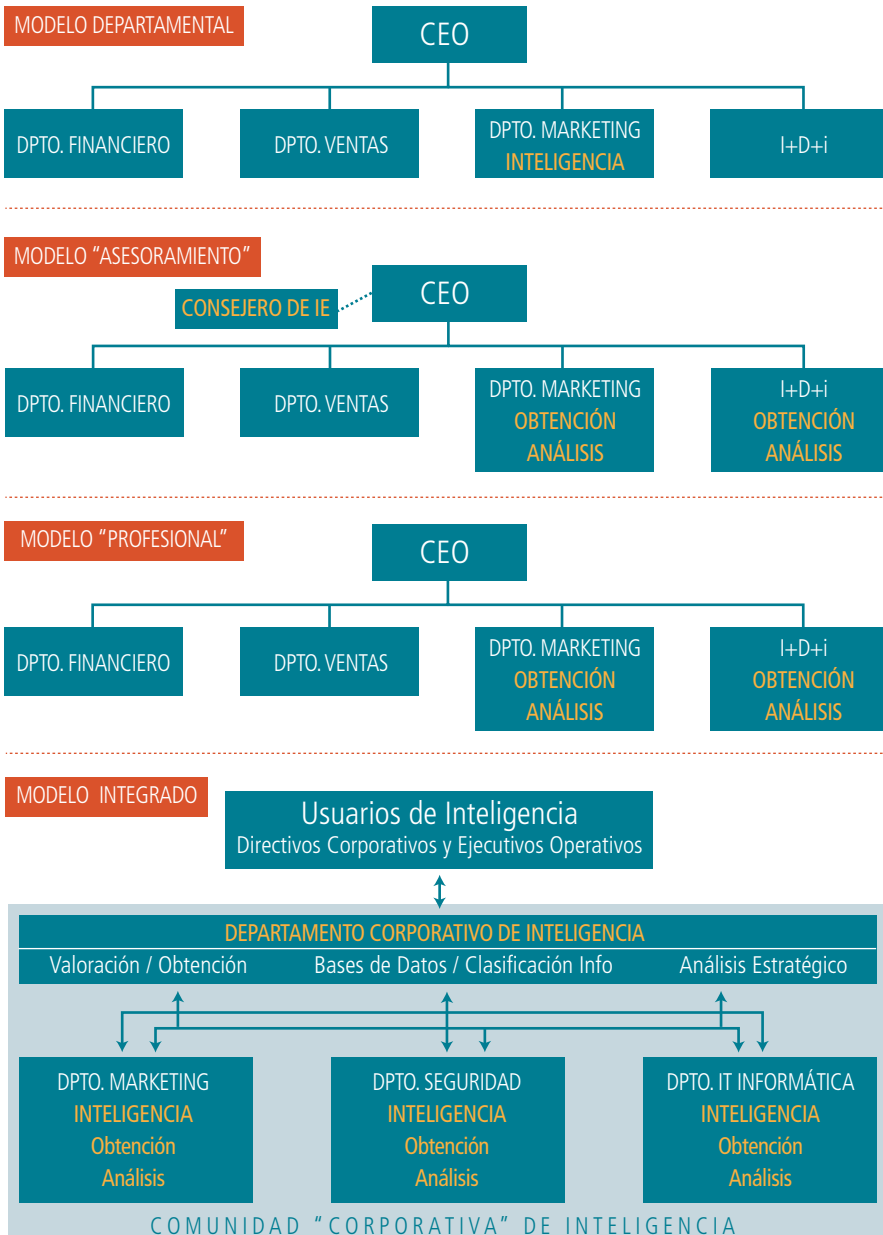 MODELO DEPARTAMENTAL
CEO
DPTO. FINANCIERO
DPTO. VENTAS
DPTO. MARKETING
INTELIGENCIA
I+D+i
MODELO "ASESORAMIENTO"
CONSEJERO DE IE
CEO
DPTO. FINANCIERO
DPTO. VENTAS
DPTO. MARKETING
OBTENCIÓN
ANÁLISIS
I+D+i
OBTENCIÓN
ANÁLISIS
MODELO "PROFESIONAL"
CEO
DPTO. FINANCIERO
DPTO. VENTAS
DPTO. MARKETING
OBTENCIÓN
ANÁLISIS
I+D+i
OBTENCIÓN
ANÁLISIS
MODELO INTEGRADO
Usuarios de Inteligencia
Directivos Corporativos y Ejecutivos Operativos
DEPARTAMENTO CORPORATIVO DE INTELIGENCIA
Valoración / Obtención
Bases de Datos / Clasificación Info
Análisis Estratégico
DPTO. MARKETING
INTELIGENCIA
Obtención
Análisis
DPTO. SEGURIDAD
INTELIGENCIA
Obtención
Análisis
DPTO. IT INFORMÁTICA
INTELIGENCIA
Obtención
Análisis
COMUNIDAD "CORPORATIVA" DE INTELIGENCIA